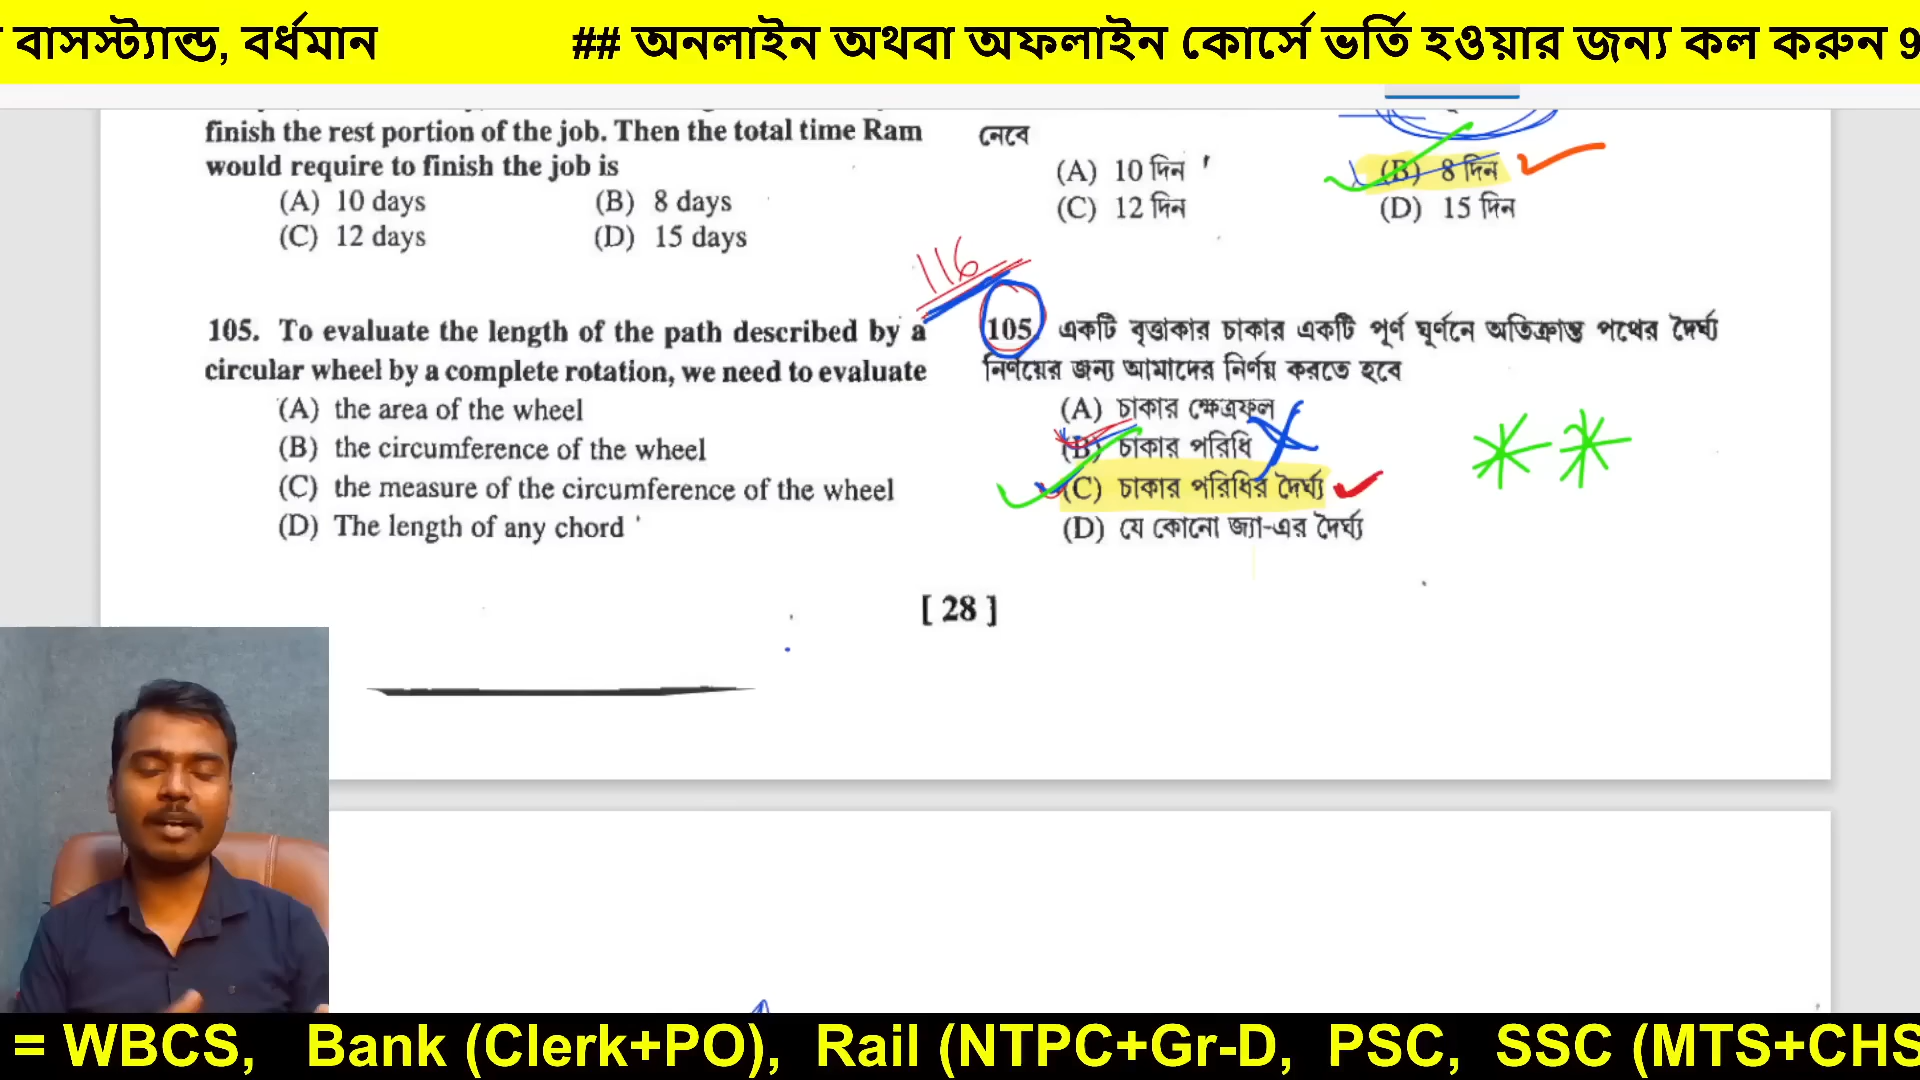 বাসস্ট্যান্ড, বর্ধমান ## অনলাইন অথবা অফলাইন কোর্সে ভর্তি হওয়ার জন্য কল করুন 9
finish the rest portion of the job. Then the total time Ram
would require to finish the job is
(A) 10 days (B) 8 days
(C) 12 days (D) 15 days
নেবে
(A) 10 দিন (B) 8 দিন
(C) 12 দিন (D) 15 দিন
116
105. To evaluate the length of the path described by a
circular wheel by a complete rotation, we need to evaluate
(A) the area of the wheel
(B) the circumference of the wheel
(C) the measure of the circumference of the wheel
(D) The length of any chord
105. একটি বৃত্তাকার চাকার একটি পূর্ণ ঘূর্ণনে অতিক্রান্ত পথের দৈর্ঘ্য
নির্ণয়ের জন্য আমাদের নির্ণয় করতে হবে
(A) চাকার ক্ষেত্রফল
(B) চাকার পরিধি
(C) চাকার পরিধির দৈর্ঘ্য
(D) যে কোনো জ্যা-এর দৈর্ঘ্য
[ 28 ]
= WBCS, Bank (Clerk+PO), Rail (NTPC+Gr-D, PSC, SSC (MTS+CHS